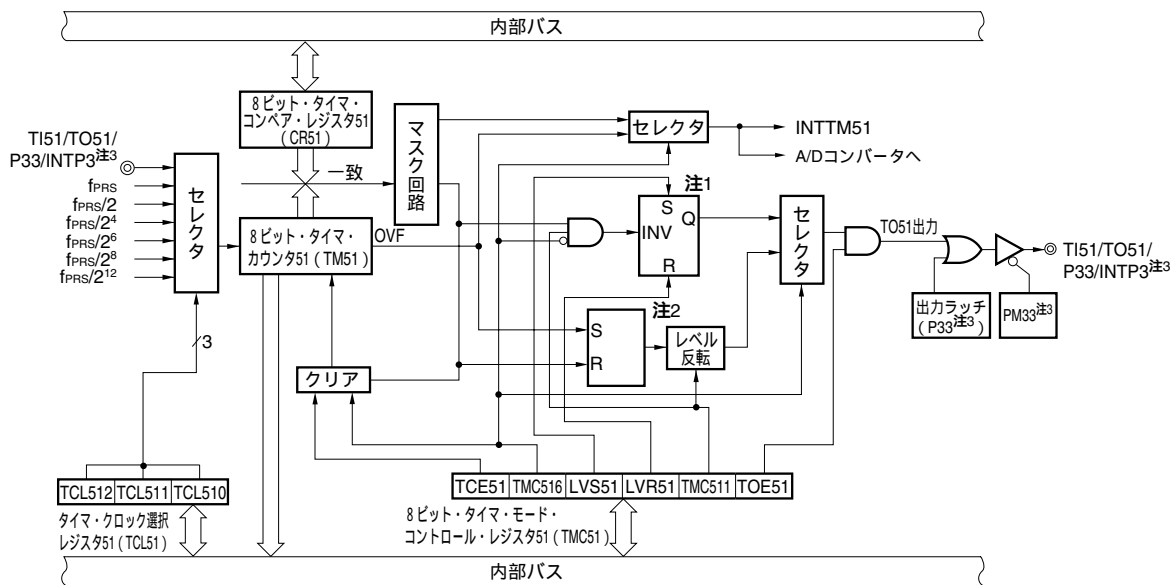 内部バス
8ビット・タイマ・
コンペア・レジスタ51
(CR51)
マスク回路
セレクタ
INTTM51
A/Dコンバータへ
TI51/TO51/
P33/INTP3注3
fPRS
fPRS/2
fPRS/2⁴
fPRS/2⁶
fPRS/2⁸
fPRS/2¹²
セレクタ
一致
8ビット・タイマ・
カウンタ51(TM51)
OVF
注1
S
Q
INV
R
セレクタ
TO51出力
TI51/TO51/
P33/INTP3注3
出力ラッチ
(P33注3)
PM33注3
注2
S
R
レベル
反転
3
クリア
TCL512 TCL511 TCL510
タイマ・クロック選択
レジスタ51(TCL51)
TCE51 TMC516 LVS51 LVR51 TMC511 TOE51
8ビット・タイマ・モード・
コントロール・レジスタ51(TMC51)
内部バス